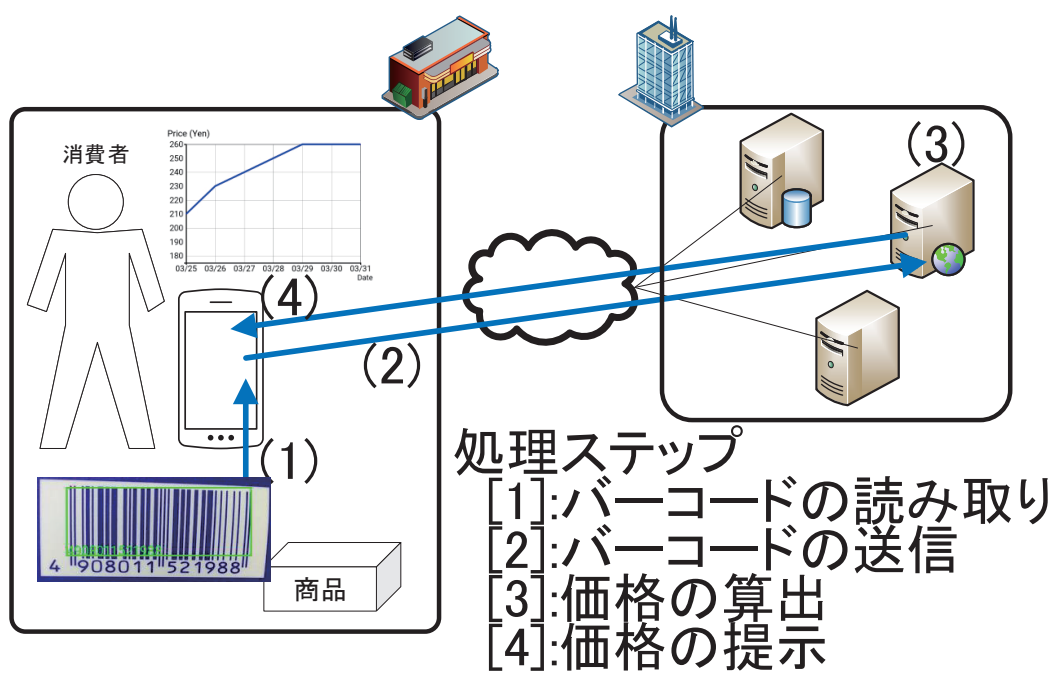 消費者
Price (Yen)
260
250
240
230
220
210
200
190
180
03/25 03/26 03/27 03/28 03/29 03/30 03/31
Date
(3)
(4)
(2)
(1)
4 908011 521988
商品
処理ステップ
[1]:バーコードの読み取り
[2]:バーコードの送信
[3]:価格の算出
[4]:価格の提示